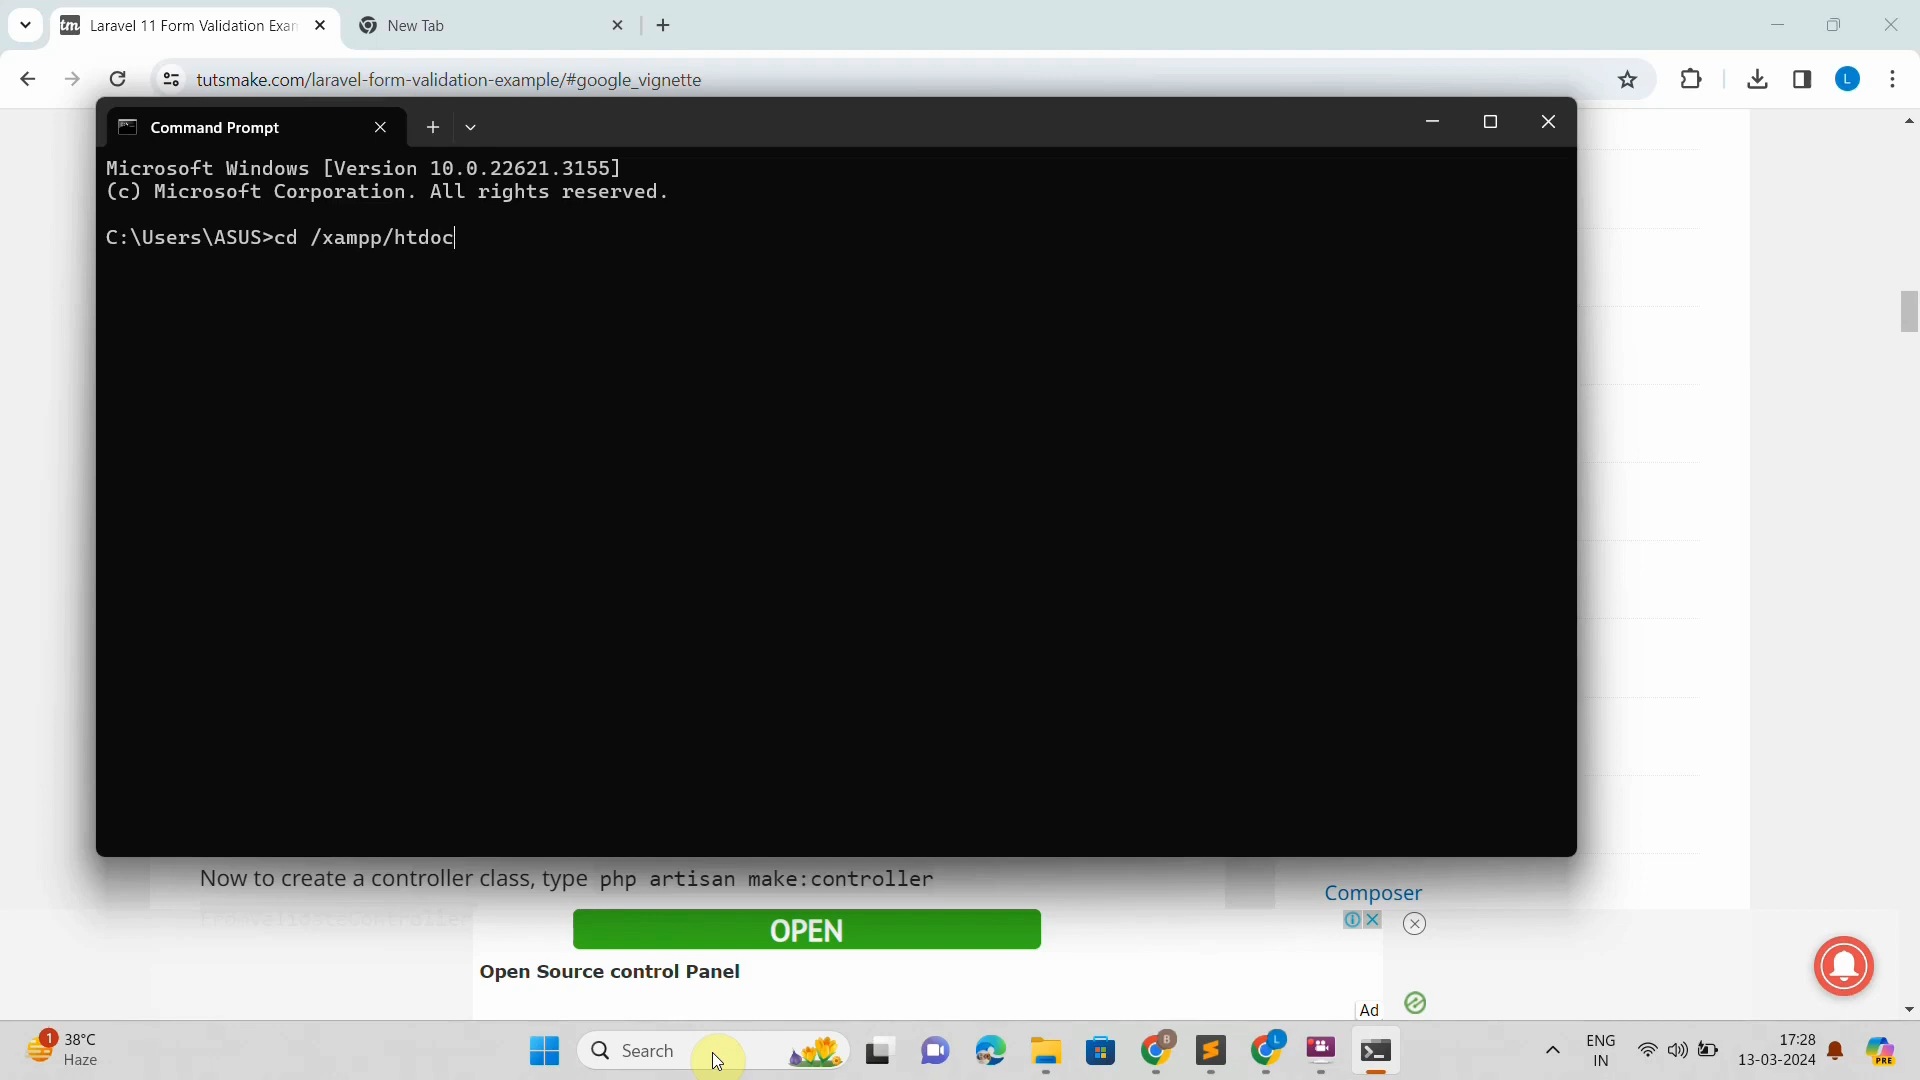 Laravel 11 Form Validation Exam
New Tab
tutsmake.com/laravel-form-validation-example/#google_vignette
L
Command Prompt
Microsoft Windows [Version 10.0.22621.3155]
(c) Microsoft Corporation. All rights reserved.
C:\Users\ASUS>cd /xampp/htdoc
Now to create a controller class, type php artisan make:controller
Composer
OPEN
Open Source control Panel
Ad
1
38°C
Haze
Search
B
L
ENG
IN
17:28
13-03-2024
PRE